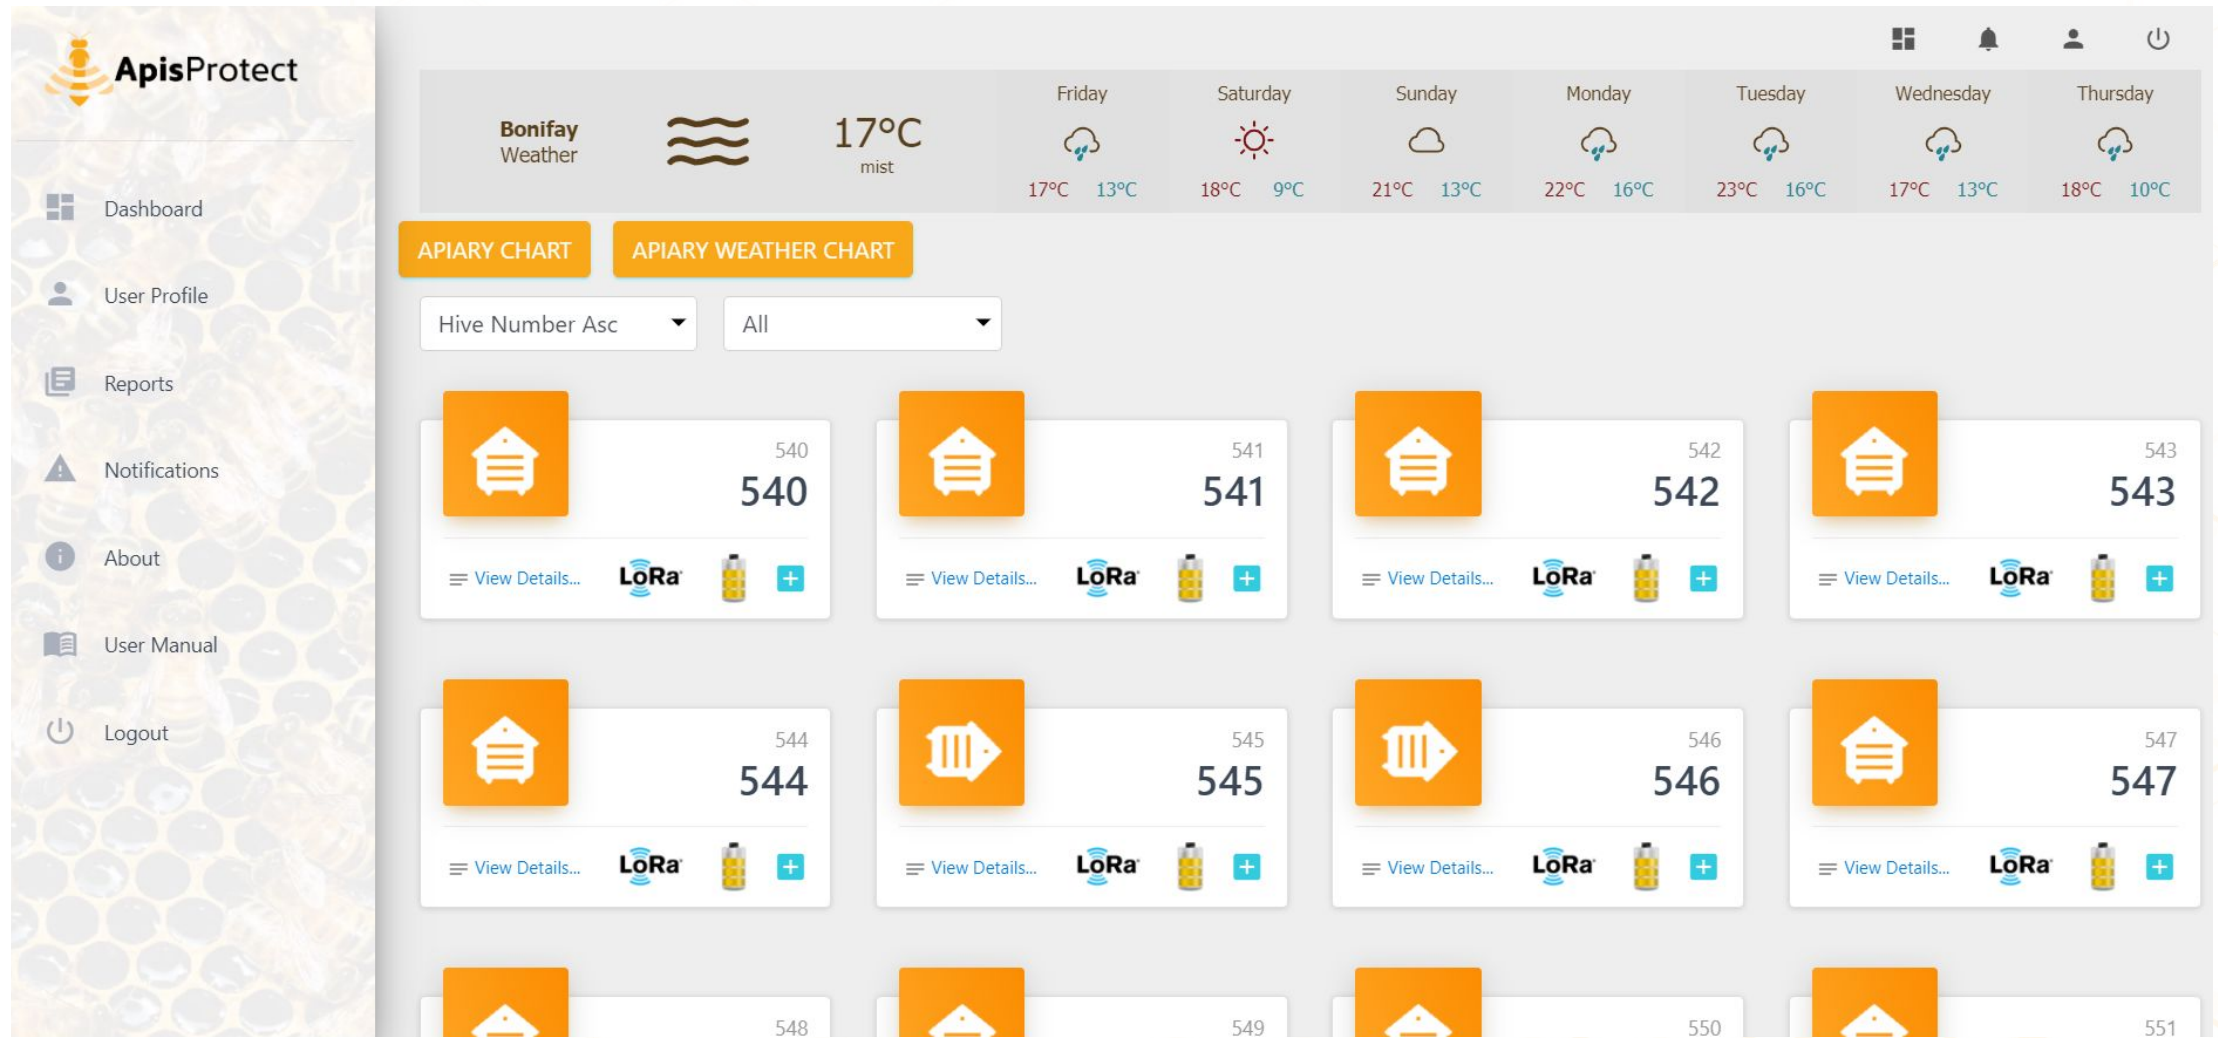 ApisProtect
Dashboard
User Profile
Reports
Notifications
About
User Manual
Logout
Bonifay
Weather
17°C
mist
Friday
17°C 13°C
Saturday
18°C 9°C
Sunday
21°C 13°C
Monday
22°C 16°C
Tuesday
23°C 16°C
Wednesday
17°C 13°C
Thursday
18°C 10°C
APIARY CHART
APIARY WEATHER CHART
Hive Number Asc
All
540
540
View Details...
LoRa
541
541
View Details...
LoRa
542
542
View Details...
LoRa
543
543
View Details...
LoRa
544
544
View Details...
LoRa
545
545
View Details...
LoRa
546
546
View Details...
LoRa
547
547
View Details...
LoRa
548
549
550
551